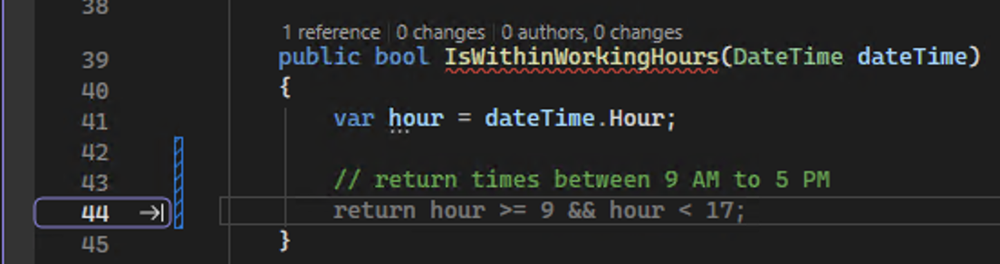 38
1 reference | 0 changes | 0 authors, 0 changes
39 public bool IsWithinWorkingHours(DateTime dateTime)
40 {
41 var hour = dateTime.Hour;
42
43 // return times between 9 AM to 5 PM
44 return hour >= 9 && hour < 17;
45 }